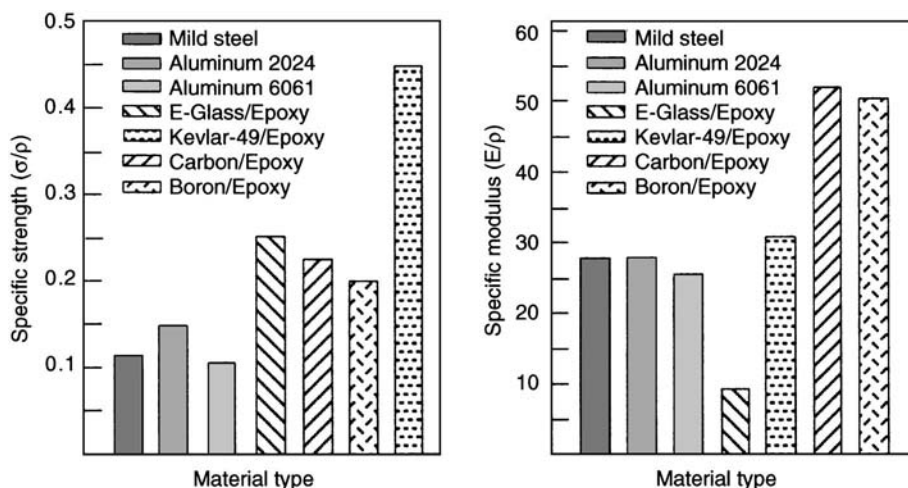 0.5
0.4
0.3
0.2
0.1
Specific strength (σ/ρ)
Mild steel
Aluminum 2024
Aluminum 6061
E-Glass/Epoxy
Kevlar-49/Epoxy
Carbon/Epoxy
Boron/Epoxy
Material type
60
50
40
30
20
10
Specific modulus (E/ρ)
Mild steel
Aluminum 2024
Aluminum 6061
E-Glass/Epoxy
Kevlar-49/Epoxy
Carbon/Epoxy
Boron/Epoxy
Material type